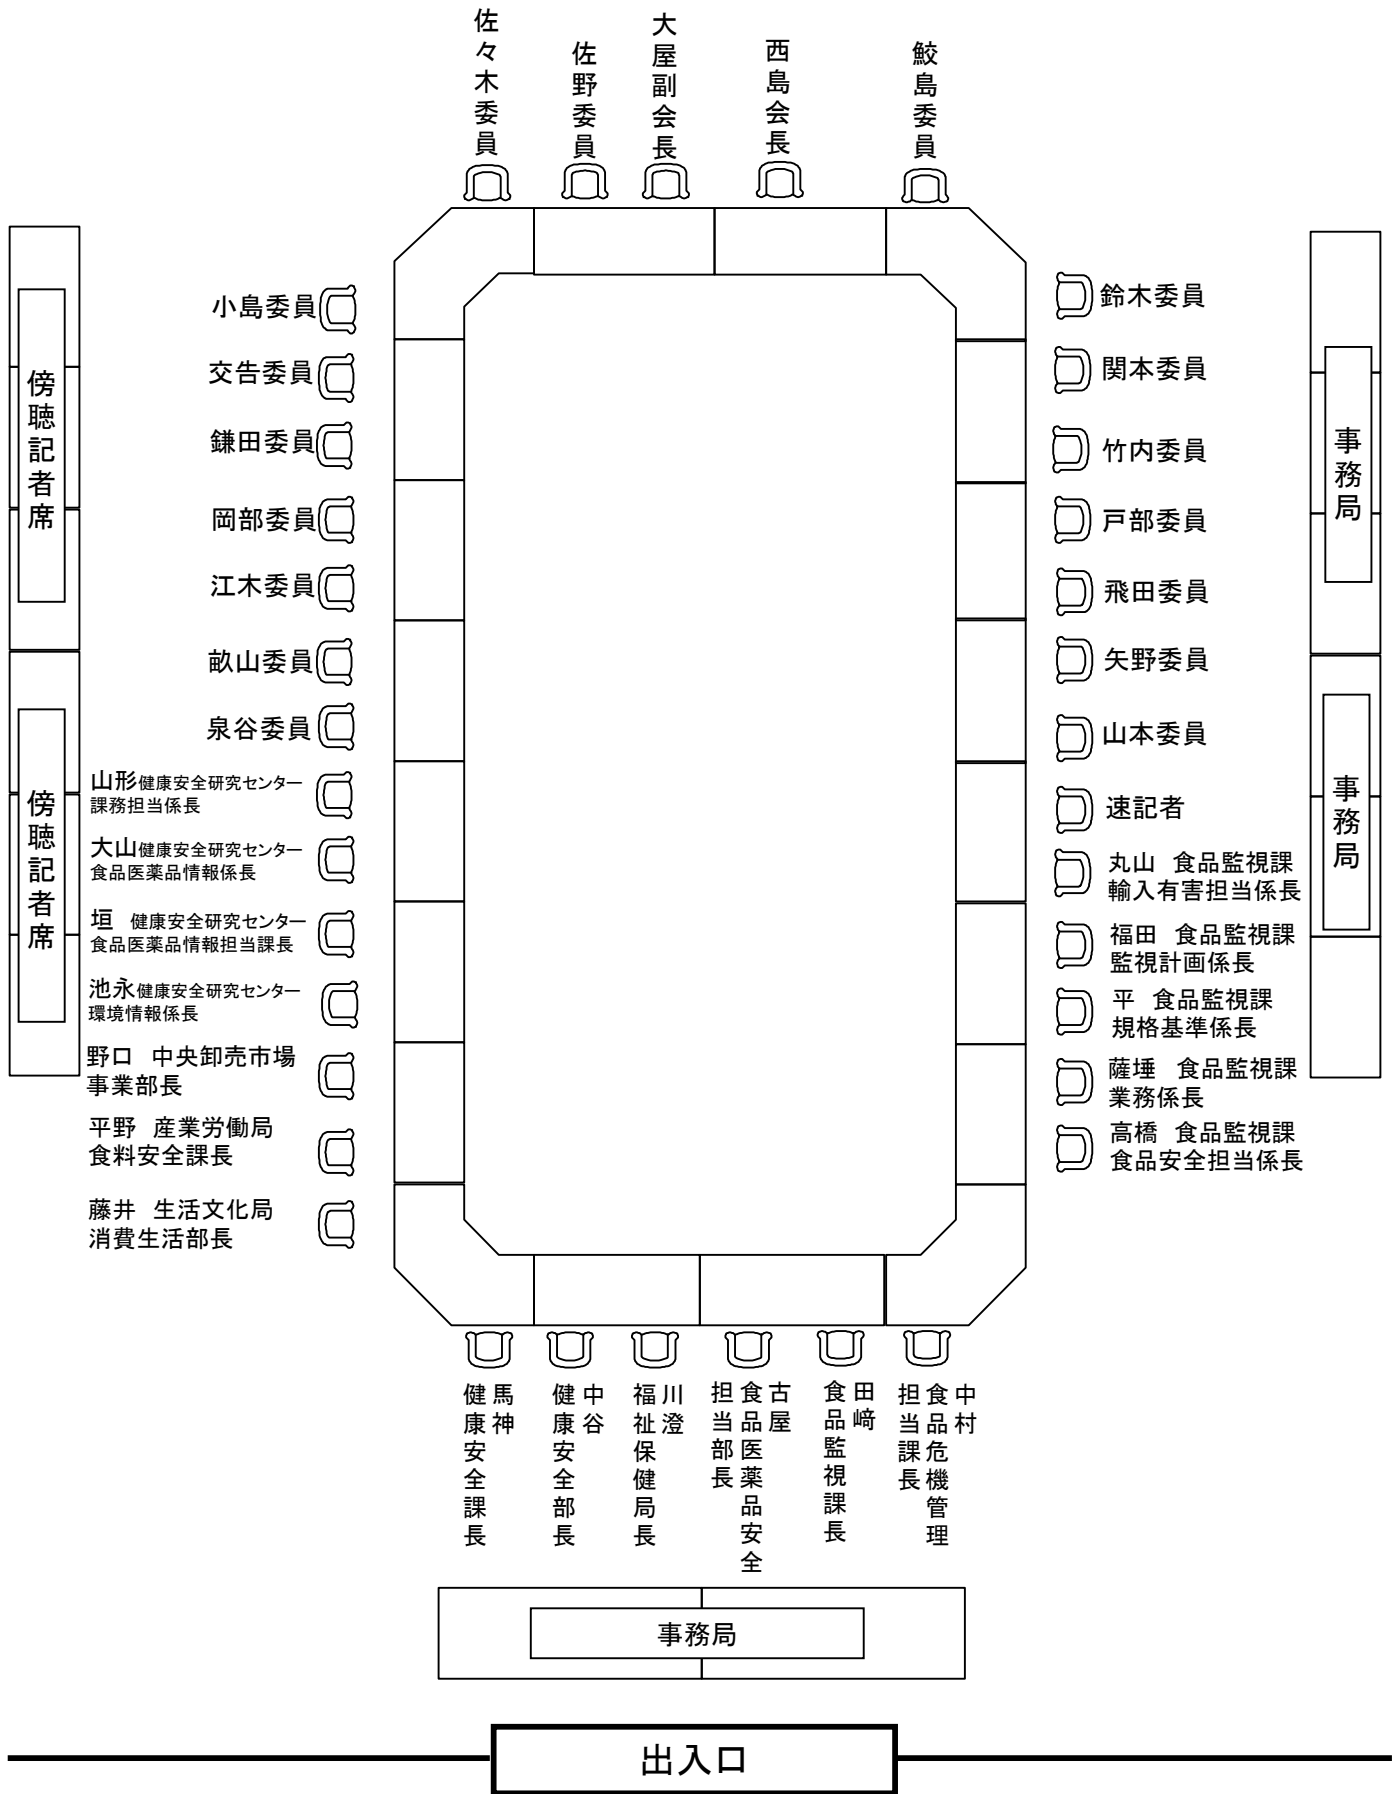 佐々木委員
佐野委員
大屋副会長
西島会長
鮫島委員
小島委員
交告委員
鎌田委員
岡部委員
江木委員
畝山委員
泉谷委員
山形健康安全研究センター
課務担当係長
大山健康安全研究センター
食品医薬品情報係長
垣 健康安全研究センター
食品医薬品情報担当課長
池永健康安全研究センター
環境情報係長
野口 中央卸売市場
事業部長
平野 産業労働局
食料安全課長
藤井 生活文化局
消費生活部長
鈴木委員
関本委員
竹内委員
戸部委員
飛田委員
矢野委員
山本委員
速記者
丸山 食品監視課
輸入有害担当係長
福田 食品監視課
監視計画係長
平 食品監視課
規格基準係長
薩埵 食品監視課
業務係長
高橋 食品監視課
食品安全担当係長
傍聴記者席
傍聴記者席
事務局
事務局
馬神
健康安全課長
中谷
健康安全部長
川澄
福祉保健局長
古屋
食品医薬品安全
担当部長
田﨑
食品監視課長
中村
食品危機管理
担当課長
事務局
出入口